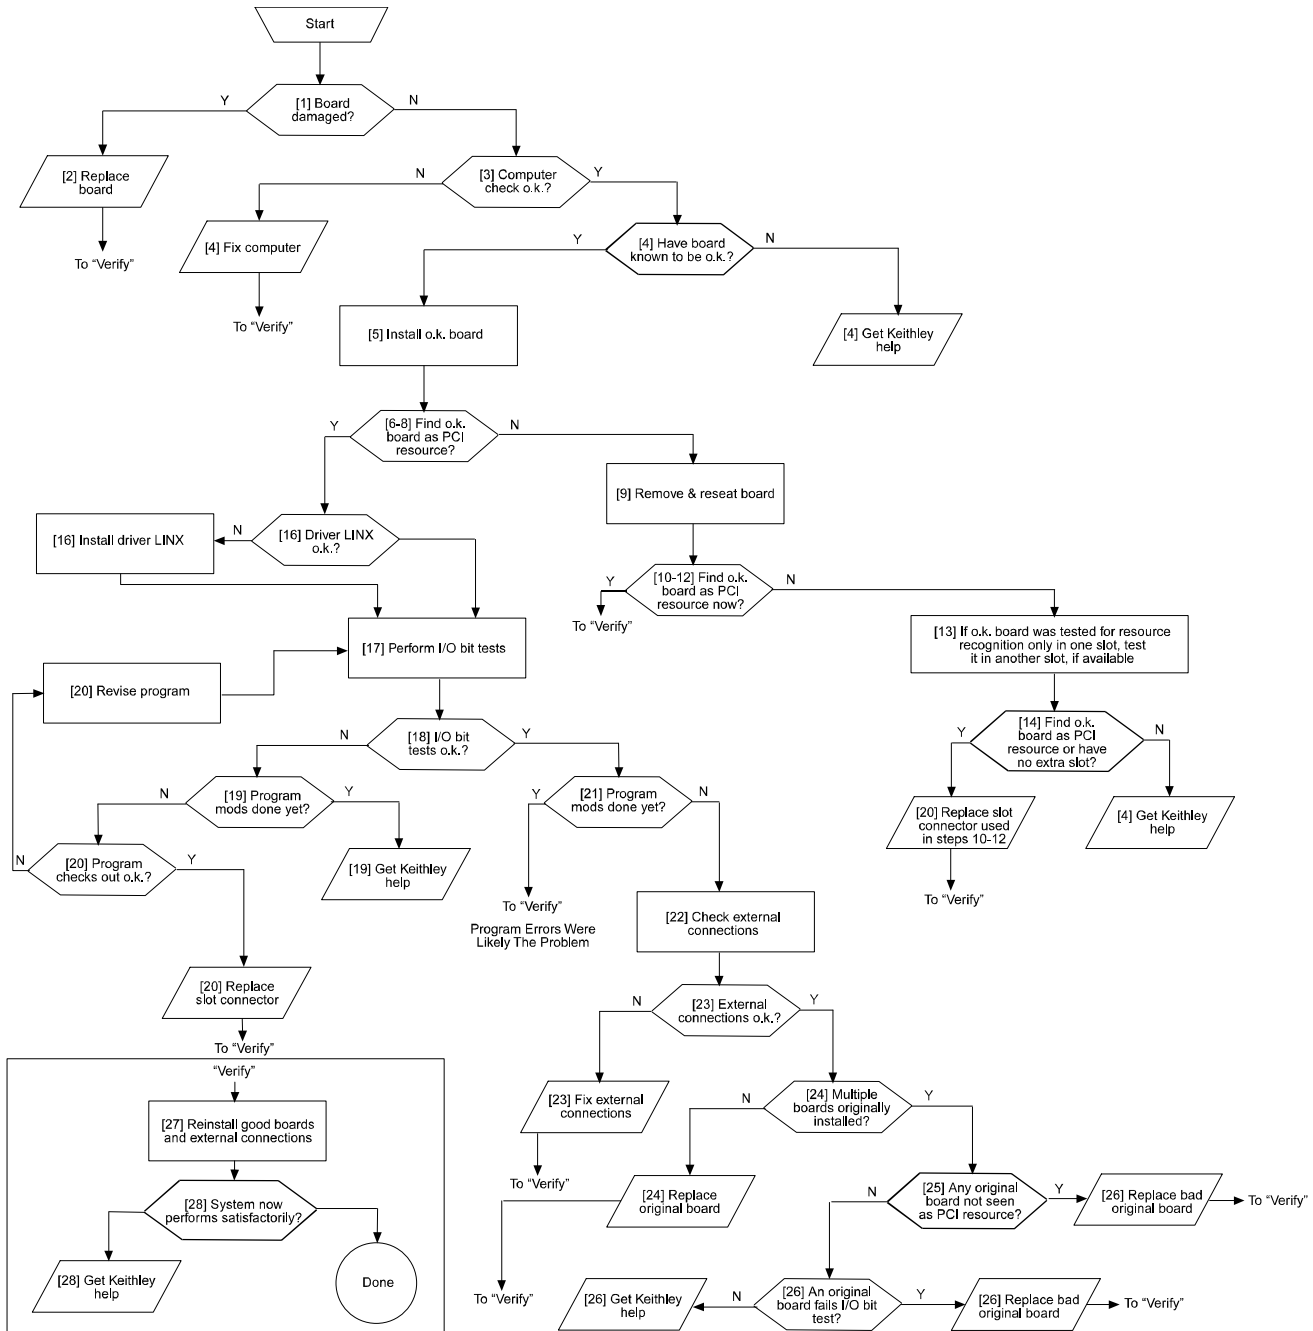 Start
[1] Board
damaged?
Y
N
[2] Replace
board
To “Verify”
[3] Computer
check o.k.?
N
Y
[4] Fix computer
To “Verify”
[4] Have board
known to be o.k.?
Y
N
[5] Install o.k. board
[4] Get Keithley
help
[6-8] Find o.k.
board as PCI
resource?
Y
N
[9] Remove & reseat board
[16] Install driver LINX
N
[16] Driver LINX
o.k.?
[10-12] Find o.k.
board as PCI
resource now?
Y
N
To “Verify”
[13] If o.k. board was tested for resource
recognition only in one slot, test
it in another slot, if available
[17] Perform I/O bit tests
[20] Revise program
[18] I/O bit
tests o.k.?
N
Y
[14] Find o.k.
board as PCI
resource or have
no extra slot?
Y
N
[19] Program
mods done yet?
N
Y
[21] Program
mods done yet?
Y
N
[20] Replace slot
connector used
in steps 10-12
[4] Get Keithley
help
[20] Program
checks out o.k.?
N
Y
[19] Get Keithley
help
To “Verify”
Program Errors Were
Likely The Problem
To “Verify”
[22] Check external
connections
[20] Replace
slot connector
To “Verify”
[23] External
connections o.k.?
N
Y
[23] Fix external
connections
To “Verify”
[24] Multiple
boards originally
installed?
N
Y
[24] Replace
original board
To “Verify”
[25] Any original
board not seen
as PCI resource?
N
Y
[26] Replace bad
original board
To “Verify”
[26] An original
board fails I/O bit
test?
N
Y
[26] Get Keithley
help
[26] Replace bad
original board
To “Verify”
“Verify”
[27] Reinstall good boards
and external connections
[28] System now
performs satisfactorily?
[28] Get Keithley
help
Done